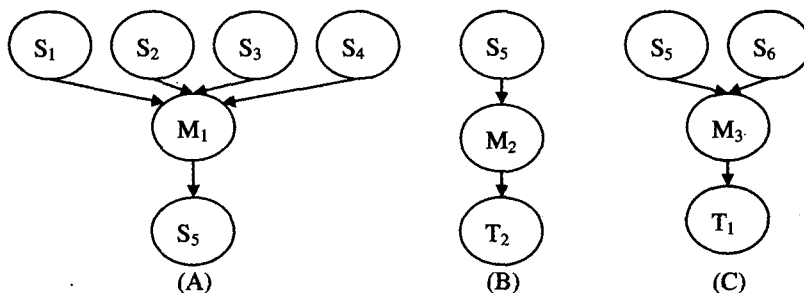 S₁ S₂ S₃ S₄ S₅ S₅ S₆
M₁ M₂ M₃
S₅ T₂ T₁
(A) (B) (C)